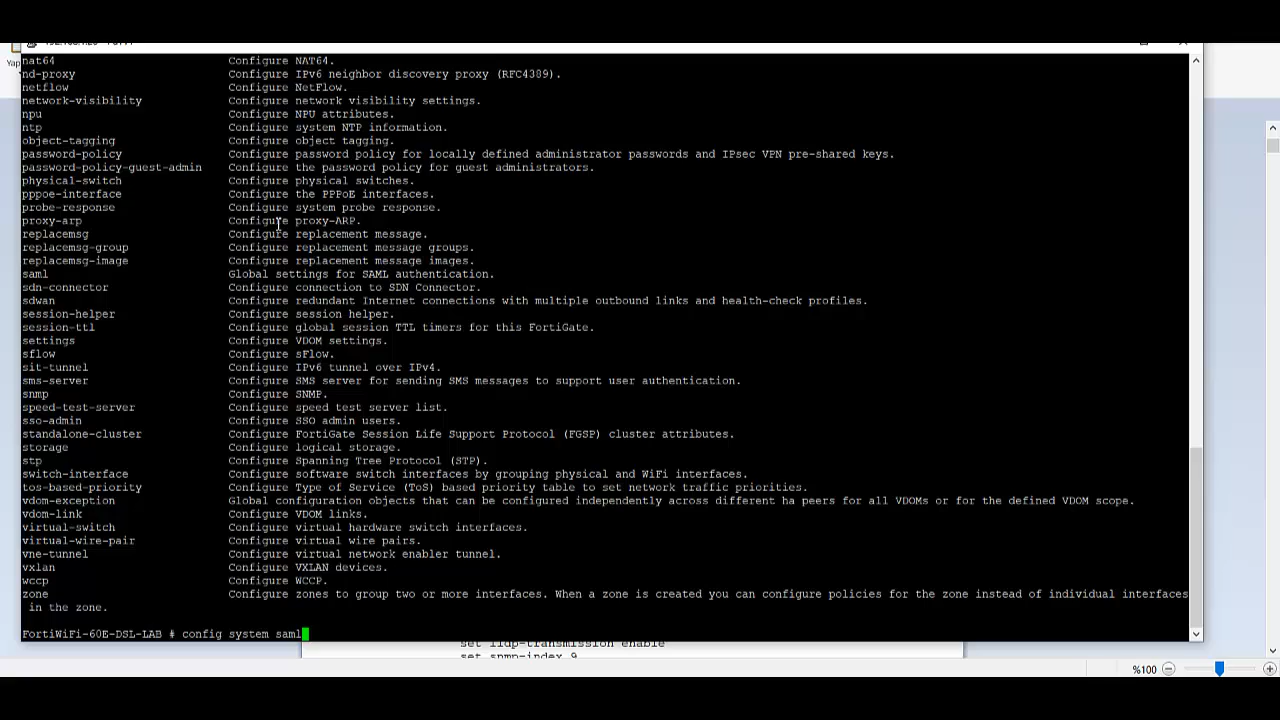 Yap
nat64 Configure NAT64.
nd-proxy Configure IPv6 neighbor discovery proxy (RFC4389).
netflow Configure NetFlow.
network-visibility Configure network visibility settings.
npu Configure NPU attributes.
ntp Configure system NTP information.
object-tagging Configure object tagging.
password-policy Configure password policy for locally defined administrator passwords and IPsec VPN pre-shared keys.
password-policy-guest-admin Configure the password policy for guest administrators.
physical-switch Configure physical switches.
pppoe-interface Configure the PPPoE interfaces.
probe-response Configure system probe response.
proxy-arp Configure proxy-ARP.
replacemsg Configure replacement message.
replacemsg-group Configure replacement message groups.
replacemsg-image Configure replacement message images.
saml Global settings for SAML authentication.
sdn-connector Configure connection to SDN Connector.
sdwan Configure redundant Internet connections with multiple outbound links and health-check profiles.
session-helper Configure session helper.
session-ttl Configure global session TTL timers for this FortiGate.
settings Configure VDOM settings.
sflow Configure sFlow.
sit-tunnel Configure IPv6 tunnel over IPv4.
sms-server Configure SMS server for sending SMS messages to support user authentication.
snmp Configure SNMP.
speed-test-server Configure speed test server list.
sso-admin Configure SSO admin users.
standalone-cluster Configure FortiGate Session Life Support Protocol (FGSP) cluster attributes.
storage Configure logical storage.
stp Configure Spanning Tree Protocol (STP).
switch-interface Configure software switch interfaces by grouping physical and WiFi interfaces.
tos-based-priority Configure Type of Service (ToS) based priority table to set network traffic priorities.
vdom-exception Global configuration objects that can be configured independently across different ha peers for all VDOMs or for the defined VDOM scope.
vdom-link Configure VDOM links.
virtual-switch Configure virtual hardware switch interfaces.
virtual-wire-pair Configure virtual wire pairs.
vne-tunnel Configure virtual network enabler tunnel.
vxlan Configure VXLAN devices.
wccp Configure WCCP.
zone Configure zones to group two or more interfaces. When a zone is created you can configure policies for the zone instead of individual interfaces
in the zone.
FortiWiFi-60E-DSL-LAB # config system saml
set lldp-transmission enable
set snmp-index 9
%100